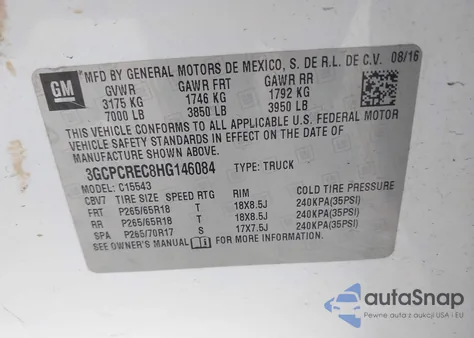 GM
MFD BY GENERAL MOTORS DE MEXICO, S. DE R.L. DE C.V. 08/16
GVWR GAWR FRT GAWR RR
3175 KG 1746 KG 1792 KG
7000 LB 3850 LB 3950 LB
THIS VEHICLE CONFORMS TO ALL APPLICABLE U.S. FEDERAL MOTOR
VEHICLE SAFETY STANDARDS IN EFFECT ON THE DATE OF
MANUFACTURE SHOWN ABOVE.
3GCPCREC8HG146084 TYPE: TRUCK
MODEL: C15543
CBV7 TIRE SIZE SPEED RTG RIM COLD TIRE PRESSURE
FRT P265/65R18 T 18X8.5J 240KPA(35PSI)
RR P265/65R18 T 18X8.5J 240KPA(35PSI)
SPA P265/70R17 S 17X7.5J 240KPA(35PSI)
SEE OWNER'S MANUAL FOR MORE INFORMATION
autoSnap
Pewne auta z aukcji USA i EU